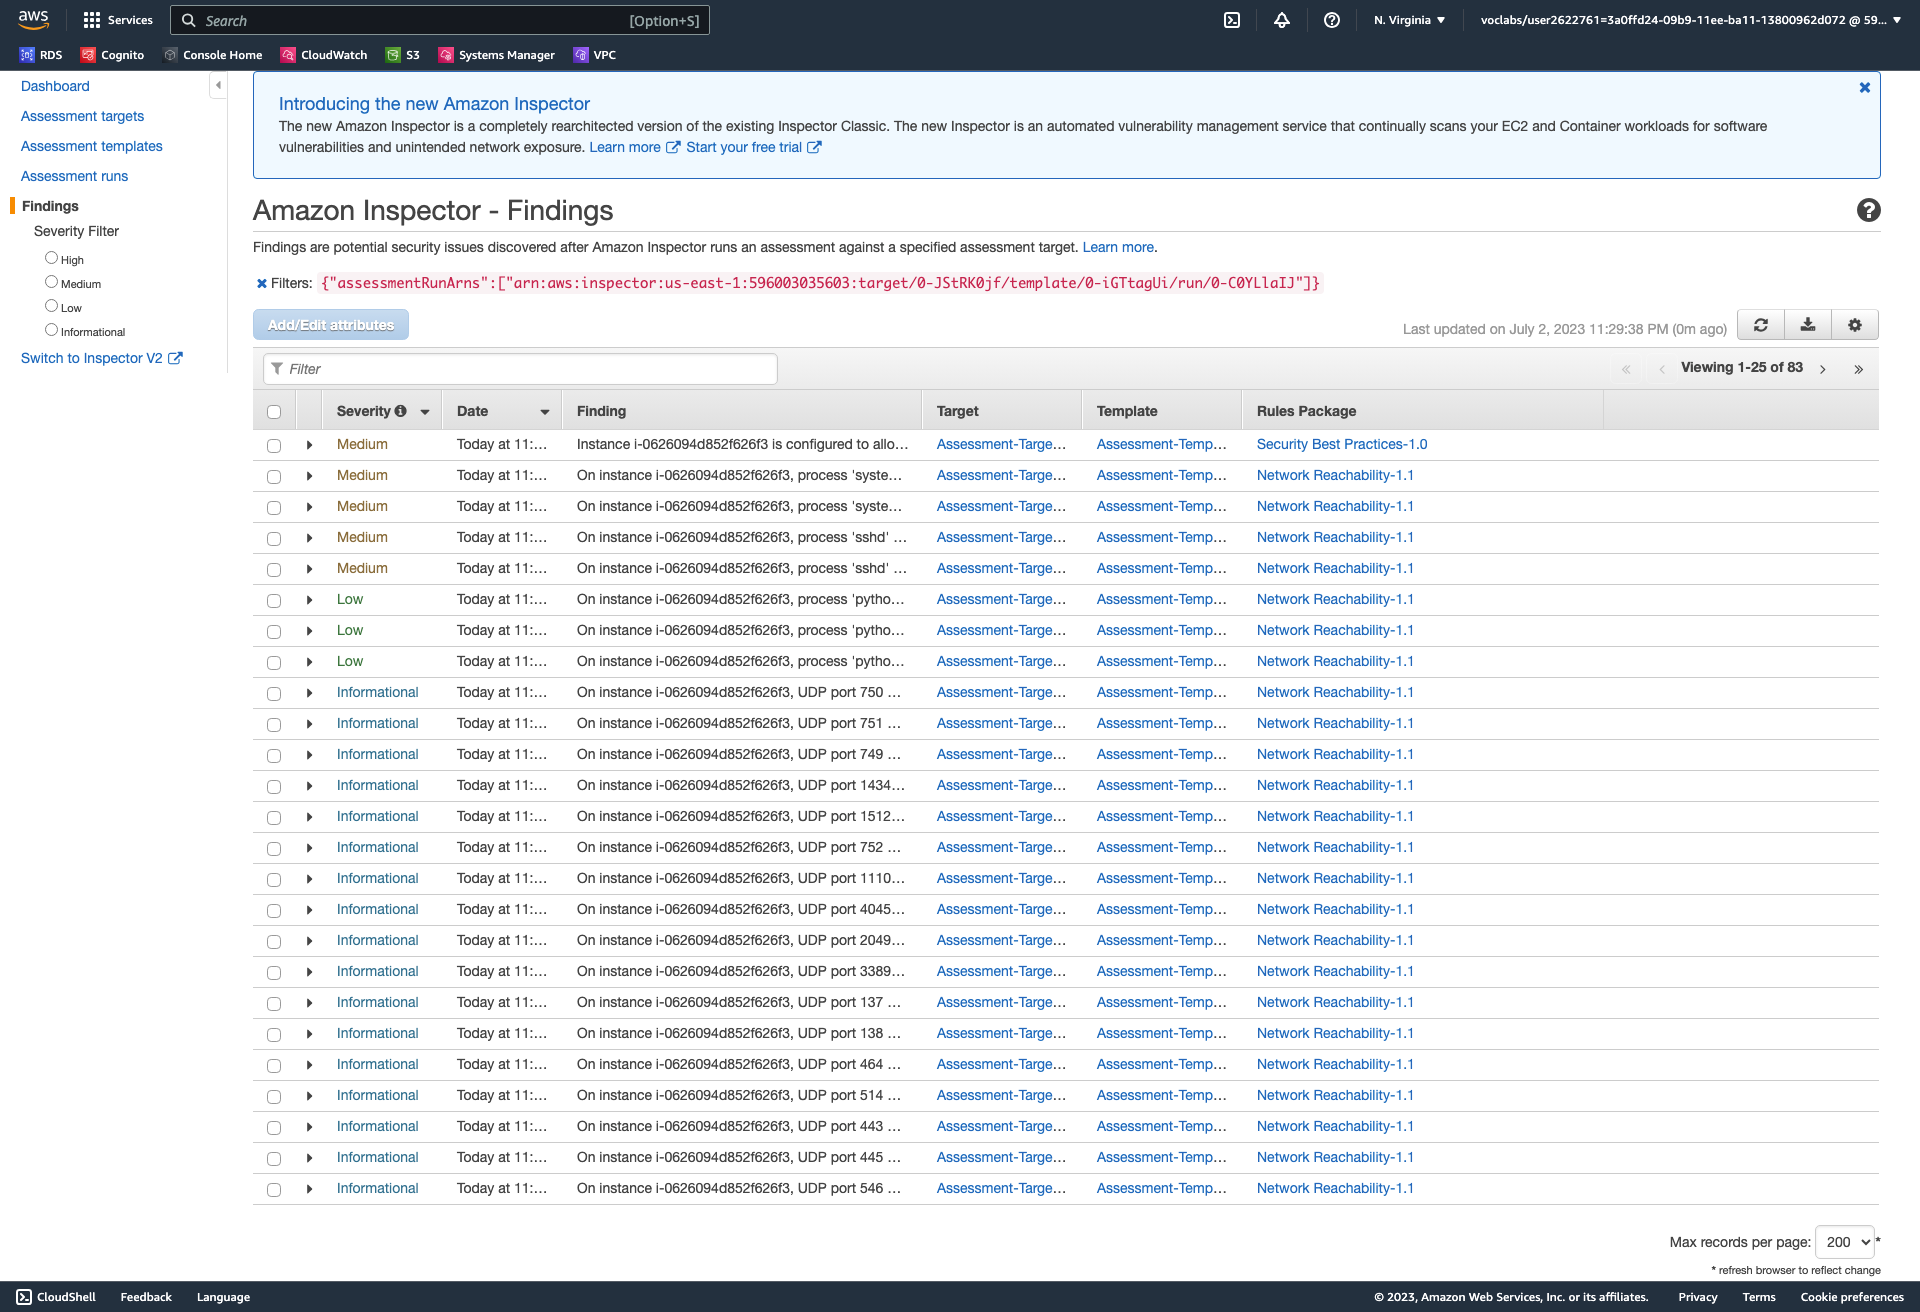 aws
Services
Search [Option+S]
N. Virginia ▼
voclabs/user2622761=3a0ffd24-09b9-11ee-ba11-13800962d072 @ 59... ▼
RDS Cognito Console Home CloudWatch S3 Systems Manager VPC
Dashboard
Assessment targets
Assessment templates
Assessment runs
Findings
Severity Filter
High
Medium
Low
Informational
Switch to Inspector V2
Introducing the new Amazon Inspector
The new Amazon Inspector is a completely rearchitected version of the existing Inspector Classic. The new Inspector is an automated vulnerability management service that continually scans your EC2 and Container workloads for software
vulnerabilities and unintended network exposure. Learn more Start your free trial
Amazon Inspector - Findings
Findings are potential security issues discovered after Amazon Inspector runs an assessment against a specified assessment target. Learn more.
Filters: {"assessmentRunArns":["arn:aws:inspector:us-east-1:596003035603:target/0-JStRK0jf/template/0-iGTtagUi/run/0-C0YLlaIJ"]}
Add/Edit attributes
Last updated on July 2, 2023 11:29:38 PM (0m ago)
Filter
« ‹ Viewing 1-25 of 83 › »
Severity Date Finding Target Template Rules Package
Medium Today at 11:... Instance i-0626094d852f626f3 is configured to allo... Assessment-Targe... Assessment-Temp... Security Best Practices-1.0
Medium Today at 11:... On instance i-0626094d852f626f3, process 'syste... Assessment-Targe... Assessment-Temp... Network Reachability-1.1
Medium Today at 11:... On instance i-0626094d852f626f3, process 'syste... Assessment-Targe... Assessment-Temp... Network Reachability-1.1
Medium Today at 11:... On instance i-0626094d852f626f3, process 'sshd' ... Assessment-Targe... Assessment-Temp... Network Reachability-1.1
Medium Today at 11:... On instance i-0626094d852f626f3, process 'sshd' ... Assessment-Targe... Assessment-Temp... Network Reachability-1.1
Low Today at 11:... On instance i-0626094d852f626f3, process 'pytho... Assessment-Targe... Assessment-Temp... Network Reachability-1.1
Low Today at 11:... On instance i-0626094d852f626f3, process 'pytho... Assessment-Targe... Assessment-Temp... Network Reachability-1.1
Low Today at 11:... On instance i-0626094d852f626f3, process 'pytho... Assessment-Targe... Assessment-Temp... Network Reachability-1.1
Informational Today at 11:... On instance i-0626094d852f626f3, UDP port 750 ... Assessment-Targe... Assessment-Temp... Network Reachability-1.1
Informational Today at 11:... On instance i-0626094d852f626f3, UDP port 751 ... Assessment-Targe... Assessment-Temp... Network Reachability-1.1
Informational Today at 11:... On instance i-0626094d852f626f3, UDP port 749 ... Assessment-Targe... Assessment-Temp... Network Reachability-1.1
Informational Today at 11:... On instance i-0626094d852f626f3, UDP port 1434... Assessment-Targe... Assessment-Temp... Network Reachability-1.1
Informational Today at 11:... On instance i-0626094d852f626f3, UDP port 1512... Assessment-Targe... Assessment-Temp... Network Reachability-1.1
Informational Today at 11:... On instance i-0626094d852f626f3, UDP port 752 ... Assessment-Targe... Assessment-Temp... Network Reachability-1.1
Informational Today at 11:... On instance i-0626094d852f626f3, UDP port 1110... Assessment-Targe... Assessment-Temp... Network Reachability-1.1
Informational Today at 11:... On instance i-0626094d852f626f3, UDP port 4045... Assessment-Targe... Assessment-Temp... Network Reachability-1.1
Informational Today at 11:... On instance i-0626094d852f626f3, UDP port 2049... Assessment-Targe... Assessment-Temp... Network Reachability-1.1
Informational Today at 11:... On instance i-0626094d852f626f3, UDP port 3389... Assessment-Targe... Assessment-Temp... Network Reachability-1.1
Informational Today at 11:... On instance i-0626094d852f626f3, UDP port 137 ... Assessment-Targe... Assessment-Temp... Network Reachability-1.1
Informational Today at 11:... On instance i-0626094d852f626f3, UDP port 138 ... Assessment-Targe... Assessment-Temp... Network Reachability-1.1
Informational Today at 11:... On instance i-0626094d852f626f3, UDP port 464 ... Assessment-Targe... Assessment-Temp... Network Reachability-1.1
Informational Today at 11:... On instance i-0626094d852f626f3, UDP port 514 ... Assessment-Targe... Assessment-Temp... Network Reachability-1.1
Informational Today at 11:... On instance i-0626094d852f626f3, UDP port 443 ... Assessment-Targe... Assessment-Temp... Network Reachability-1.1
Informational Today at 11:... On instance i-0626094d852f626f3, UDP port 445 ... Assessment-Targe... Assessment-Temp... Network Reachability-1.1
Informational Today at 11:... On instance i-0626094d852f626f3, UDP port 546 ... Assessment-Targe... Assessment-Temp... Network Reachability-1.1
Max records per page: 200 *
* refresh browser to reflect change
CloudShell Feedback Language © 2023, Amazon Web Services, Inc. or its affiliates. Privacy Terms Cookie preferences